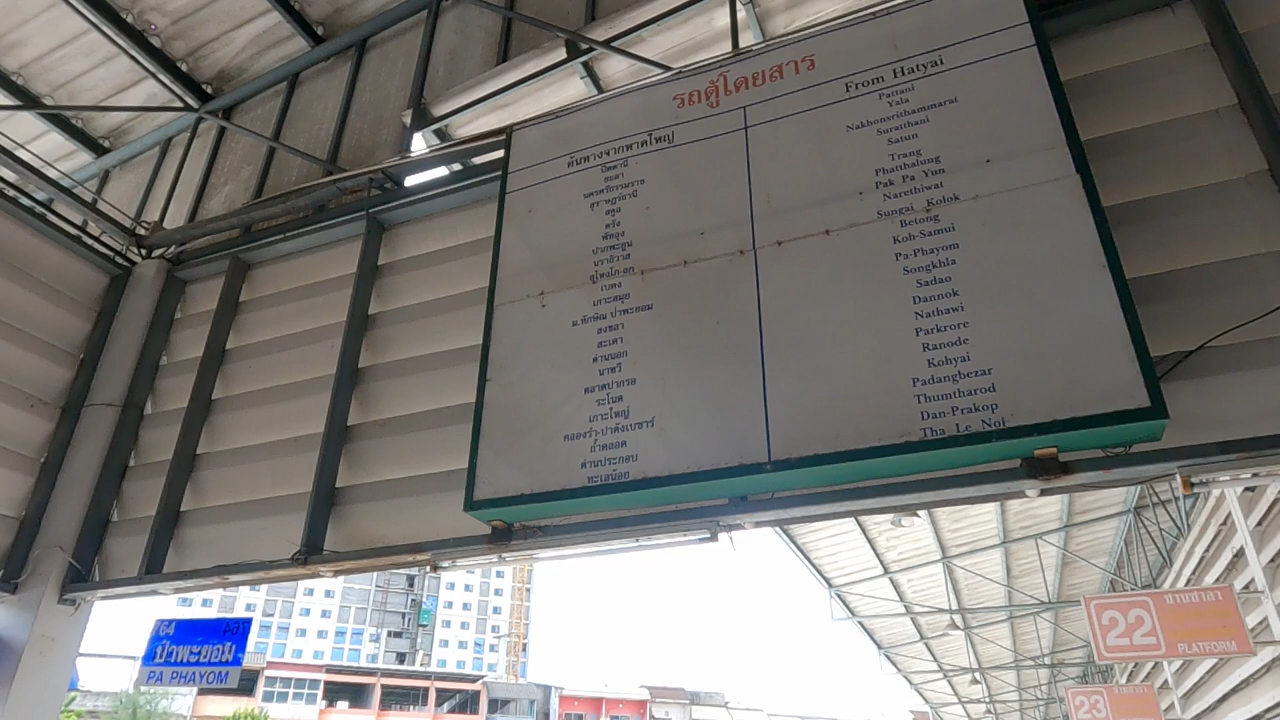 รถตู้โดยสาร
ต้นทางจากหาดใหญ่
ปัตตานี
ยะลา
นครศรีธรรมราช
สุราษฎร์ธานี
สตูล
ตรัง
พัทลุง
ปากพะยูน
นราธิวาส
สุไหงโก-ลก
เบตง
เกาะสมุย
ม.ทักษิณ ป่าพะยอม
สงขลา
สะเดา
ด่านนอก
นาทวี
ตลาดปากรอ
ระโนด
เกาะใหญ่
คลองรำ-ปาดังเบซาร์
ถ้ำตลอด
ด่านประกอบ
ทะเลน้อย
From Hatyai
Pattani
Yala
Nakhonsrithammarat
Suratthani
Satun
Trang
Phatthalung
Pak Pa Yun
Narethiwat
Sungai Kolok
Betong
Koh-Samui
Pa-Phayom
Songkhla
Sadao
Dannok
Nathawi
Parkrore
Ranode
Kohyai
Padangbezar
Thumtharod
Dan-Prakop
Tha Le Noi
764
ป่าพะยอม
PA PHAYOM
22
ชานชาลา
PLATFORM
23
ชานชาลา